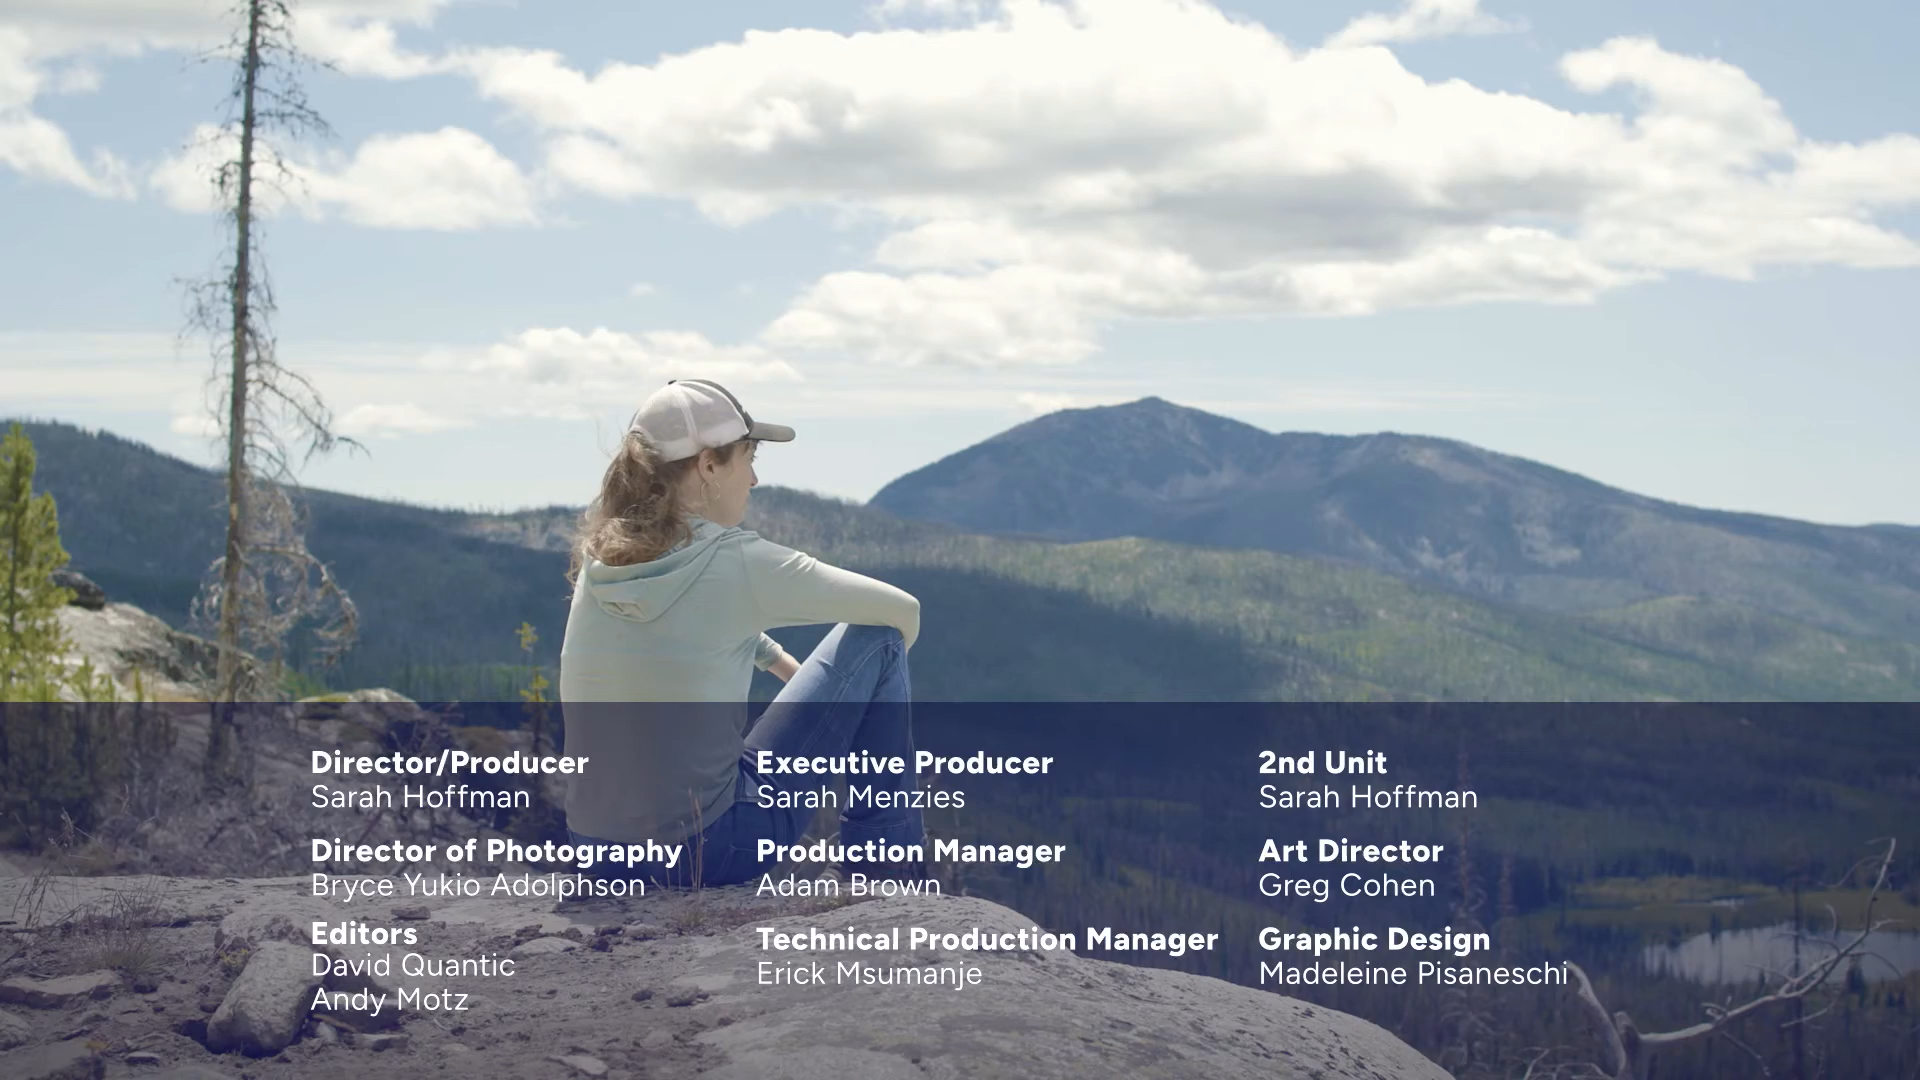 Director/Producer
Sarah Hoffman
Director of Photography
Bryce Yukio Adolphson
Editors
David Quantic
Andy Motz
Executive Producer
Sarah Menzies
Production Manager
Adam Brown
Technical Production Manager
Erick Msumanje
2nd Unit
Sarah Hoffman
Art Director
Greg Cohen
Graphic Design
Madeleine Pisaneschi